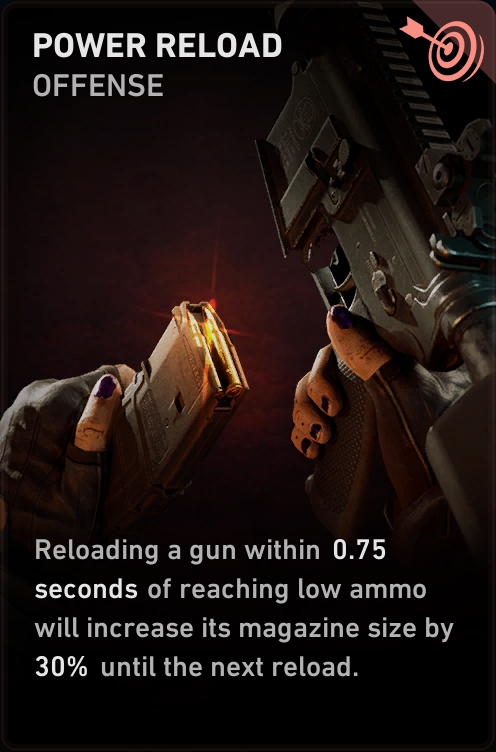 POWER RELOAD
OFFENSE
Reloading a gun within 0.75
seconds of reaching low ammo
will increase its magazine size by
30% until the next reload.